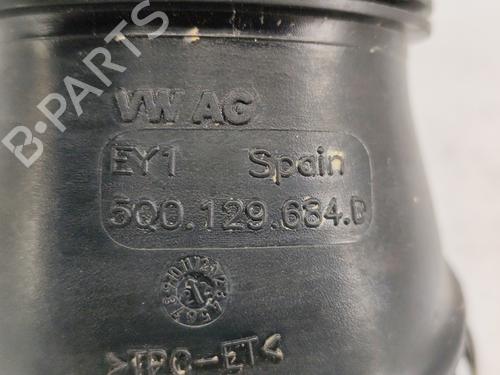 B-PARTS
VW AG
EY1 Spain
5Q0.129.684.D
>TPC-ET<